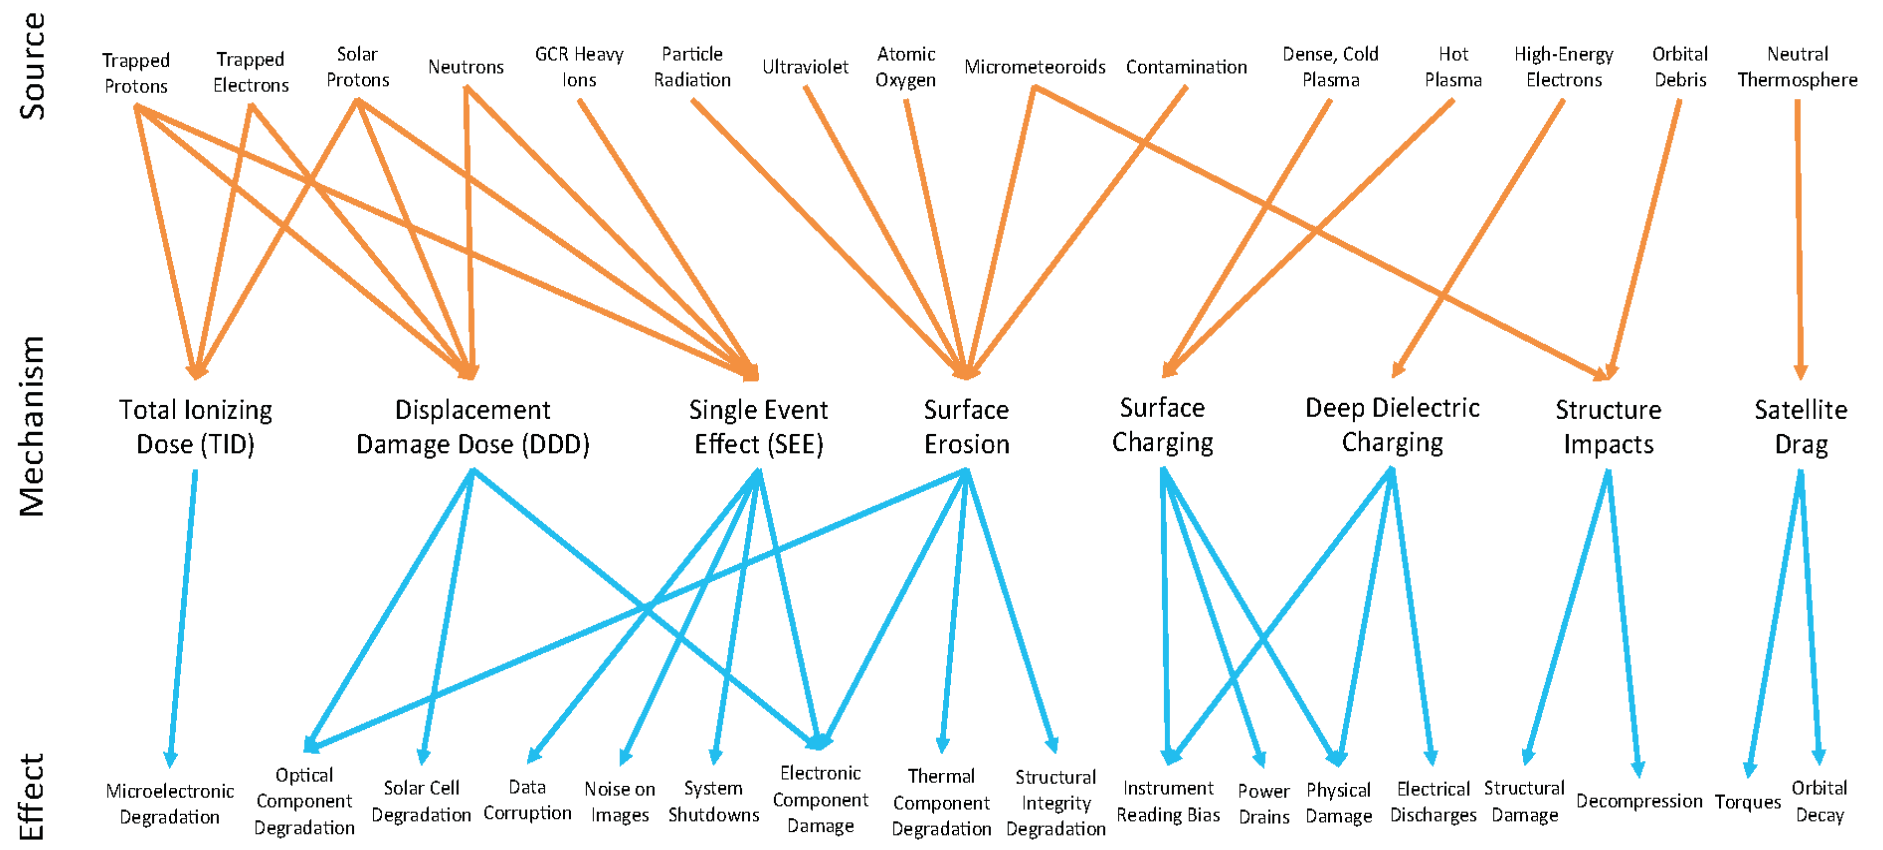 Source
Trapped
Protons
Trapped
Electrons
Solar
Protons
Neutrons
GCR Heavy
Ions
Particle
Radiation
Ultraviolet
Atomic
Oxygen
Micrometeoroids
Contamination
Dense, Cold
Plasma
Hot
Plasma
High-Energy
Electrons
Orbital
Debris
Neutral
Thermosphere
Mechanism
Total Ionizing
Dose (TID)
Displacement
Damage Dose (DDD)
Single Event
Effect (SEE)
Surface
Erosion
Surface
Charging
Deep Dielectric
Charging
Structure
Impacts
Satellite
Drag
Effect
Microelectronic
Degradation
Optical
Component
Degradation
Solar Cell
Degradation
Data
Corruption
Noise on
Images
System
Shutdowns
Electronic
Component
Damage
Thermal
Component
Degradation
Structural
Integrity
Degradation
Instrument
Reading Bias
Power
Drains
Physical
Damage
Electrical
Discharges
Structural
Damage
Decompression
Torques
Orbital
Decay